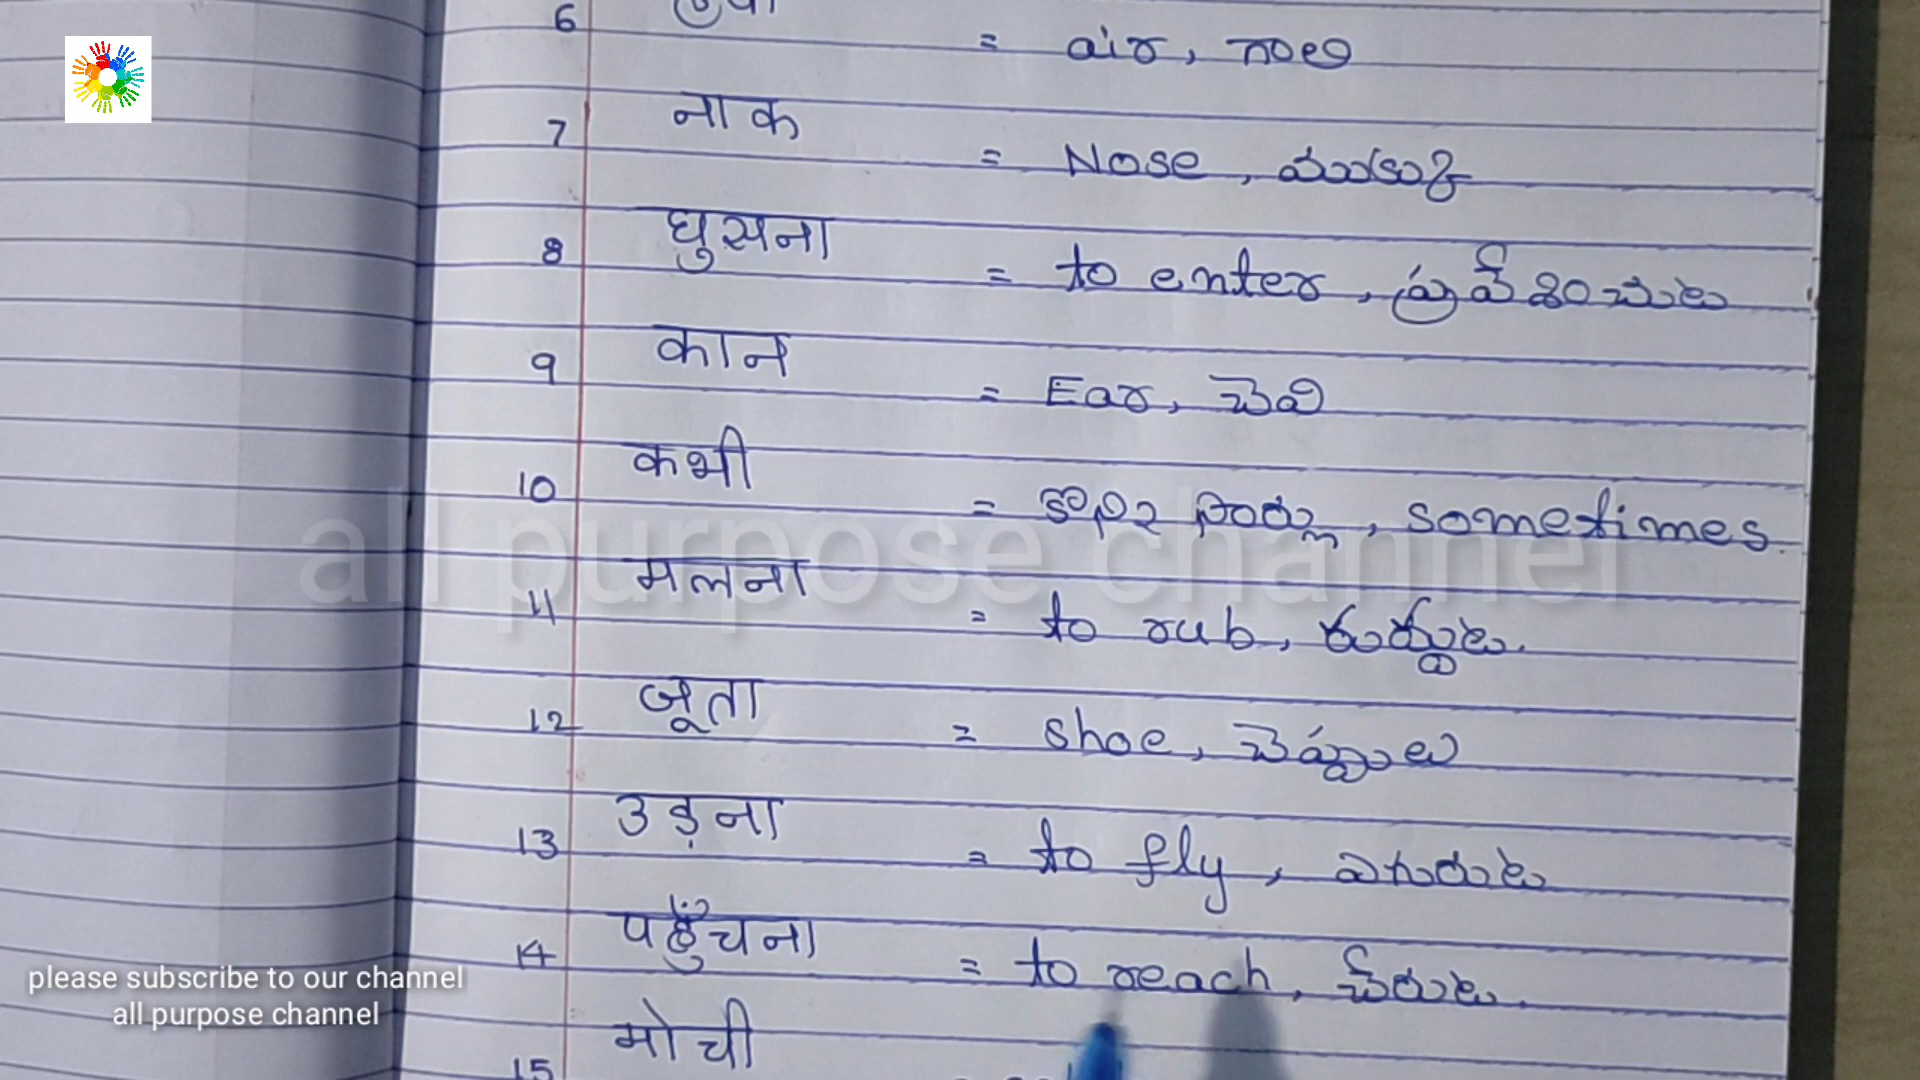 6 = air, గాలి
7 नाक = Nose, ముక్కు
8 घुसना = to enter, ప్రవేశించుట
9 कान = Ear, చెవి
10 कभी = sometimes.
11 मलना = to rub, రుద్దుట.
12 जूता = shoe, చెప్పులు
13 उड़ना = to fly, ఎగురుట
14 पहुँचना = to reach, చేరుట.
15 मोची
all purpose channel
please subscribe to our channel
all purpose channel